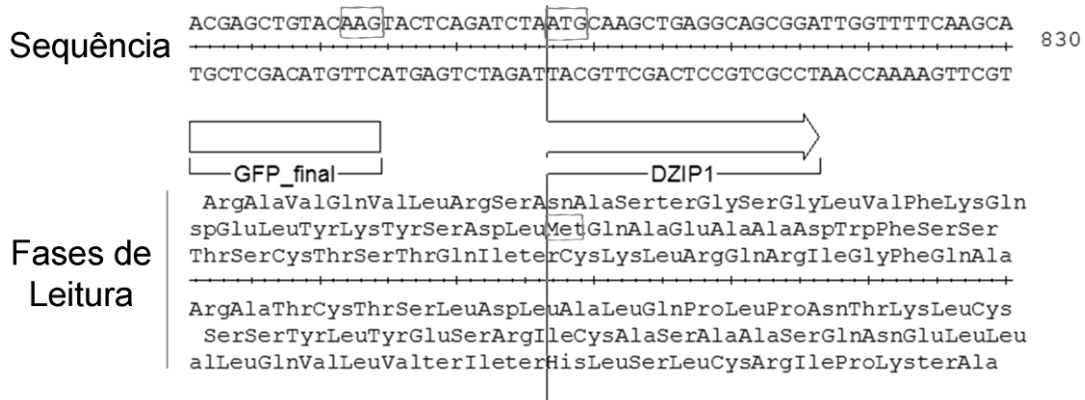 ACGAGCTGTACAAGTACTCAGATCTAATGCAAGCTGAGGCAGCGGATTGGTTTTCAAGCA
Sequência
830
TGCTCGACATGTTCATGAGTCTAGATTACGTTCGACTCCGTCGCCTAACCAAAAGTTCGT
GFP_final
DZIP1
ArgAlaValGlnValLeuArgSerAsnAlaSerterGlySerGlyLeuValPheLysGln
spGluLeuTyrLysTyrSerAspLeuMetGlnAlaGluAlaAlaAspTrpPheSerSer
Fases de
Leitura
ThrSerCysThrSerThrGlnIleterCysLysLeuArgGlnArgIleGlyPheGlnAla
ArgAlaThrCysThrSerLeuAspLeuAlaLeuGlnProLeuProAsnThrLysLeuCys
SerSerTyrLeuTyrGluSerArgIleCysAlaSerAlaAlaSerGlnAsnGluLeuLeu
alLeuGlnValLeuValterIleterHisLeuSerLeuCysArgIleProLysterAla